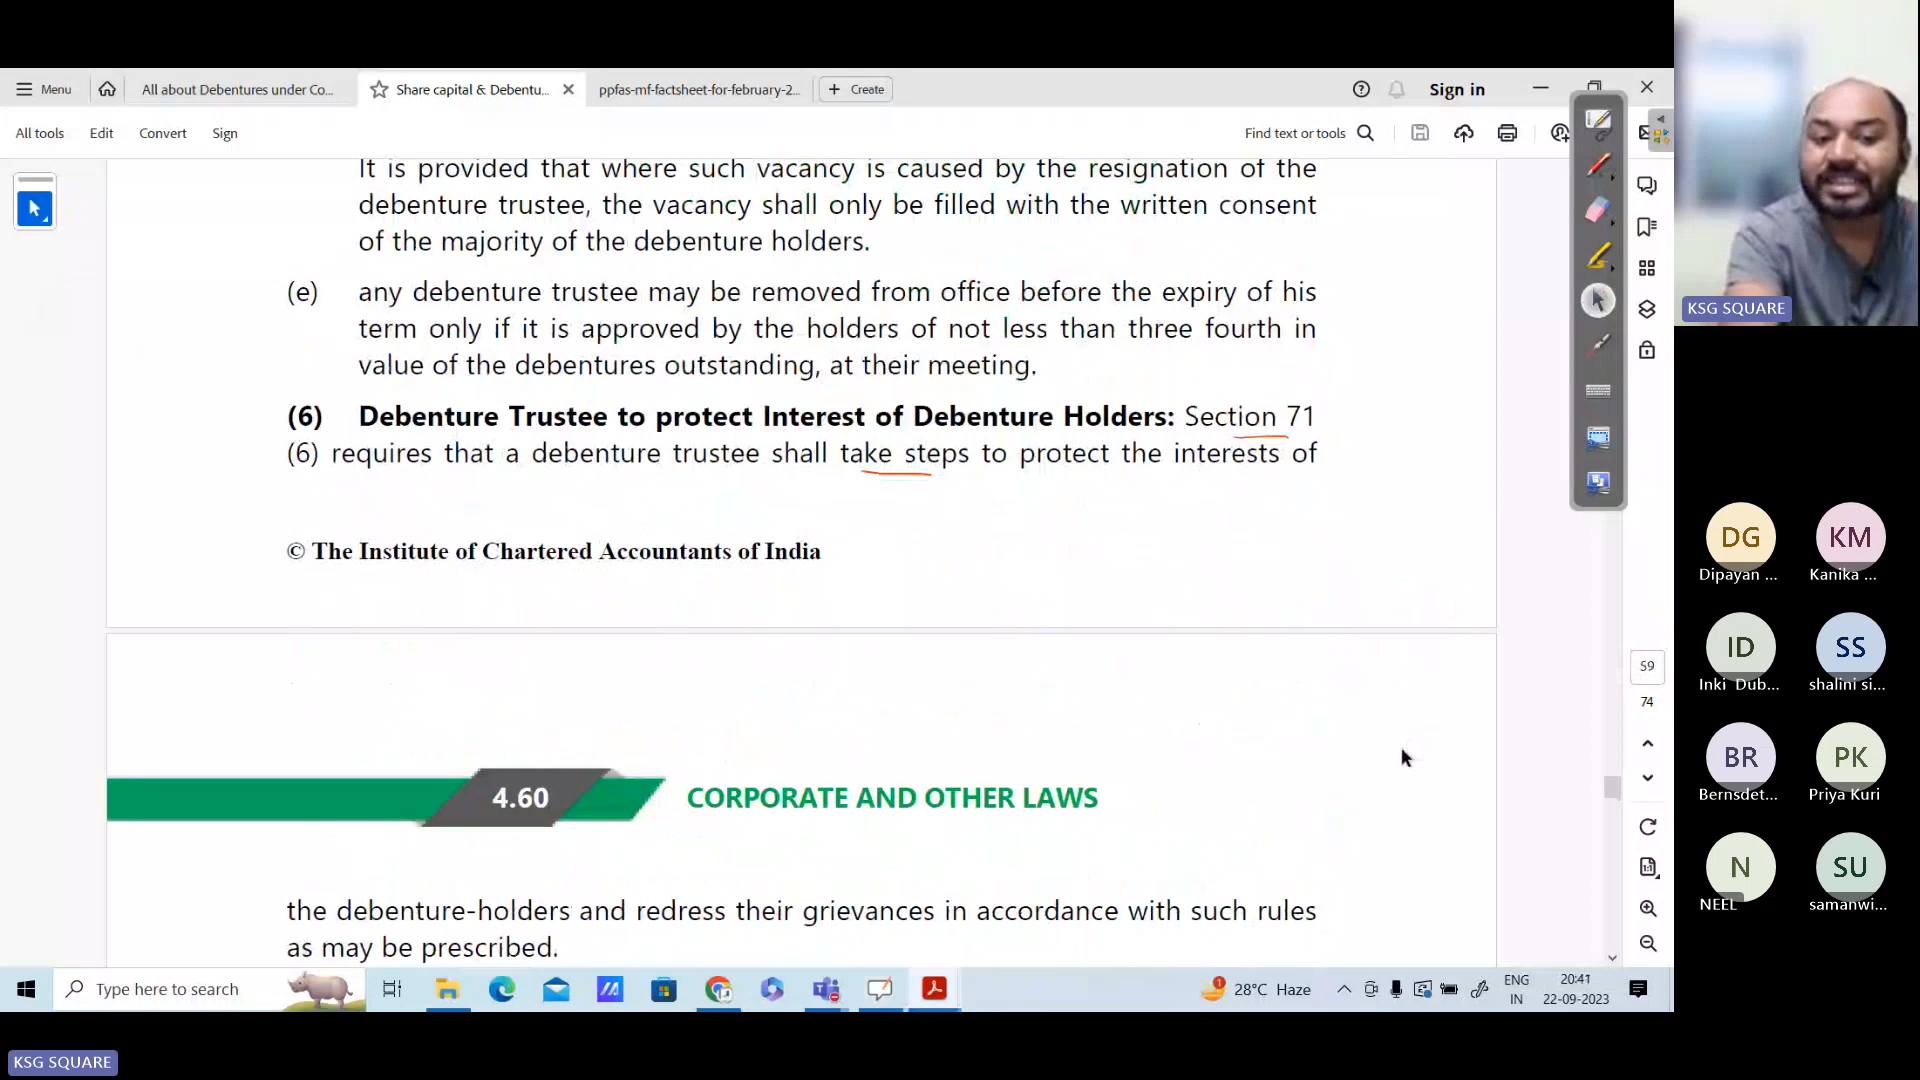 Menu
All about Debentures under Co...
Share capital & Debentu...
ppfas-mf-factsheet-for-february-2...
+ Create
Sign in
All tools
Edit
Convert
Sign
Find text or tools
It is provided that where such vacancy is caused by the resignation of the
debenture trustee, the vacancy shall only be filled with the written consent
of the majority of the debenture holders.
(e) any debenture trustee may be removed from office before the expiry of his
term only if it is approved by the holders of not less than three fourth in
value of the debentures outstanding, at their meeting.
(6) Debenture Trustee to protect Interest of Debenture Holders: Section 71
(6) requires that a debenture trustee shall take steps to protect the interests of
© The Institute of Chartered Accountants of India
4.60 CORPORATE AND OTHER LAWS
the debenture-holders and redress their grievances in accordance with such rules
as may be prescribed.
59
74
KSG SQUARE
DG
Dipayan ...
KM
Kanika ...
ID
Inki Dub...
SS
shalini si...
BR
Bernsdet...
PK
Priya Kuri
N
NEEL
SU
samanwi...
Type here to search
1
28°C Haze
ENG
IN
20:41
22-09-2023
KSG SQUARE